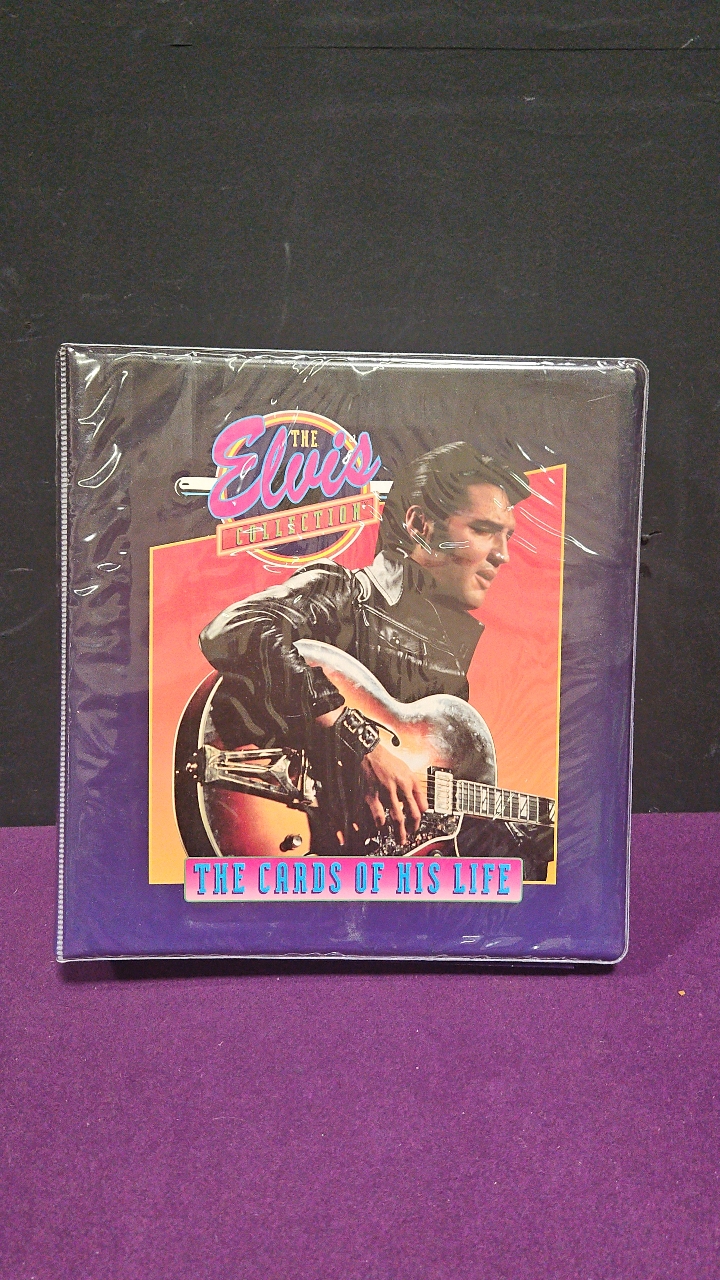 THE
Elvis
COLLECTION
THE CARDS OF HIS LIFE